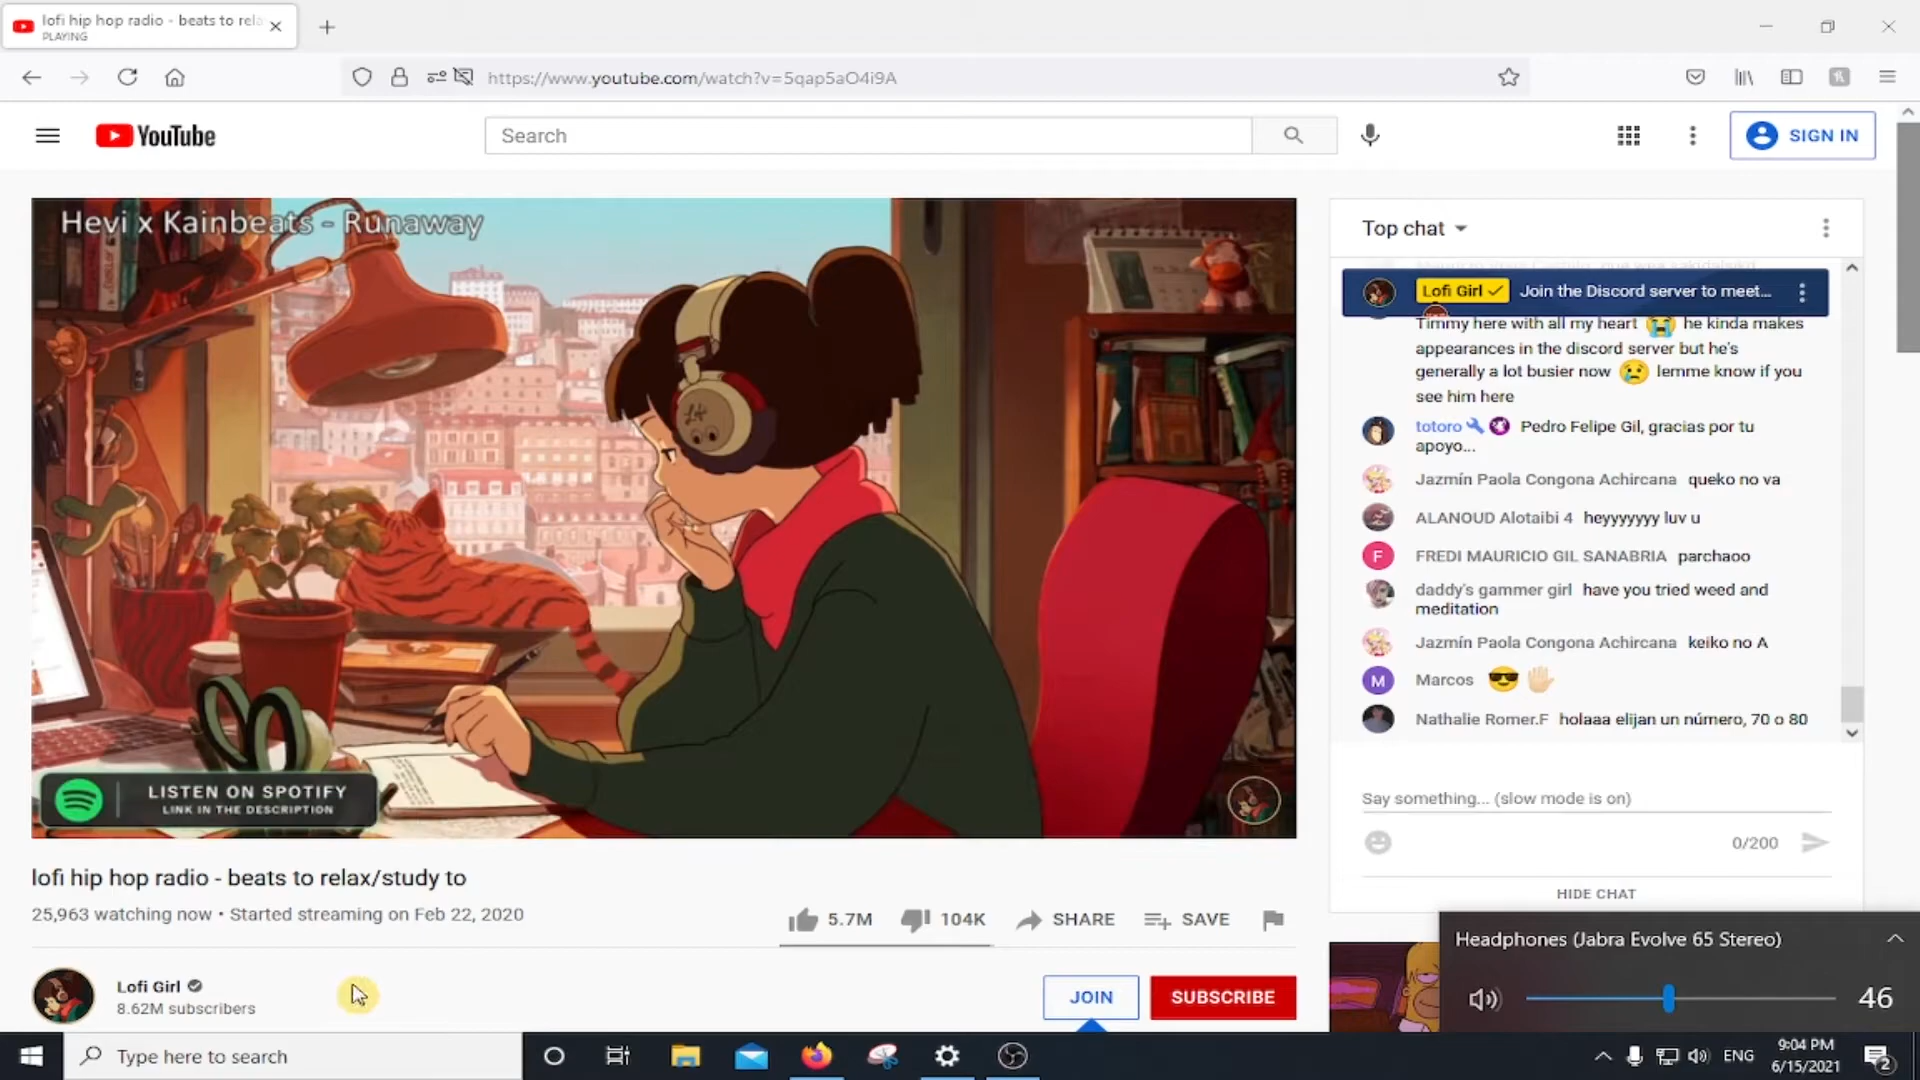 lofi hip hop radio - beats to rela
PLAYING
https://www.youtube.com/watch?v=5qap5aO4i9A
YouTube
Search
SIGN IN
Hevi x Kainbeats - Runaway
LISTEN ON SPOTIFY
LINK IN THE DESCRIPTION
Top chat
Lofi Girl Join the Discord server to meet...
Timmy here with all my heart 😭 he kinda makes
appearances in the discord server but he's
generally a lot busier now 😢 lemme know if you
see him here
totoro Pedro Felipe Gil, gracias por tu
apoyo...
Jazmín Paola Congona Achircana queko no va
ALANOUD Alotaibi 4 heyyyyyyy luv u
F FREDI MAURICIO GIL SANABRIA parchaoo
daddy's gammer girl have you tried weed and
meditation
Jazmín Paola Congona Achircana keiko no A
M Marcos 😎 🖐🏻
Nathalie Romer.F holaaa elijan un número, 70 o 80
Say something... (slow mode is on)
0/200
HIDE CHAT
lofi hip hop radio - beats to relax/study to
25,963 watching now • Started streaming on Feb 22, 2020
5.7M 104K SHARE SAVE
Lofi Girl
8.62M subscribers
JOIN SUBSCRIBE
Headphones (Jabra Evolve 65 Stereo)
46
Type here to search
ENG
9:04 PM
6/15/2021
2